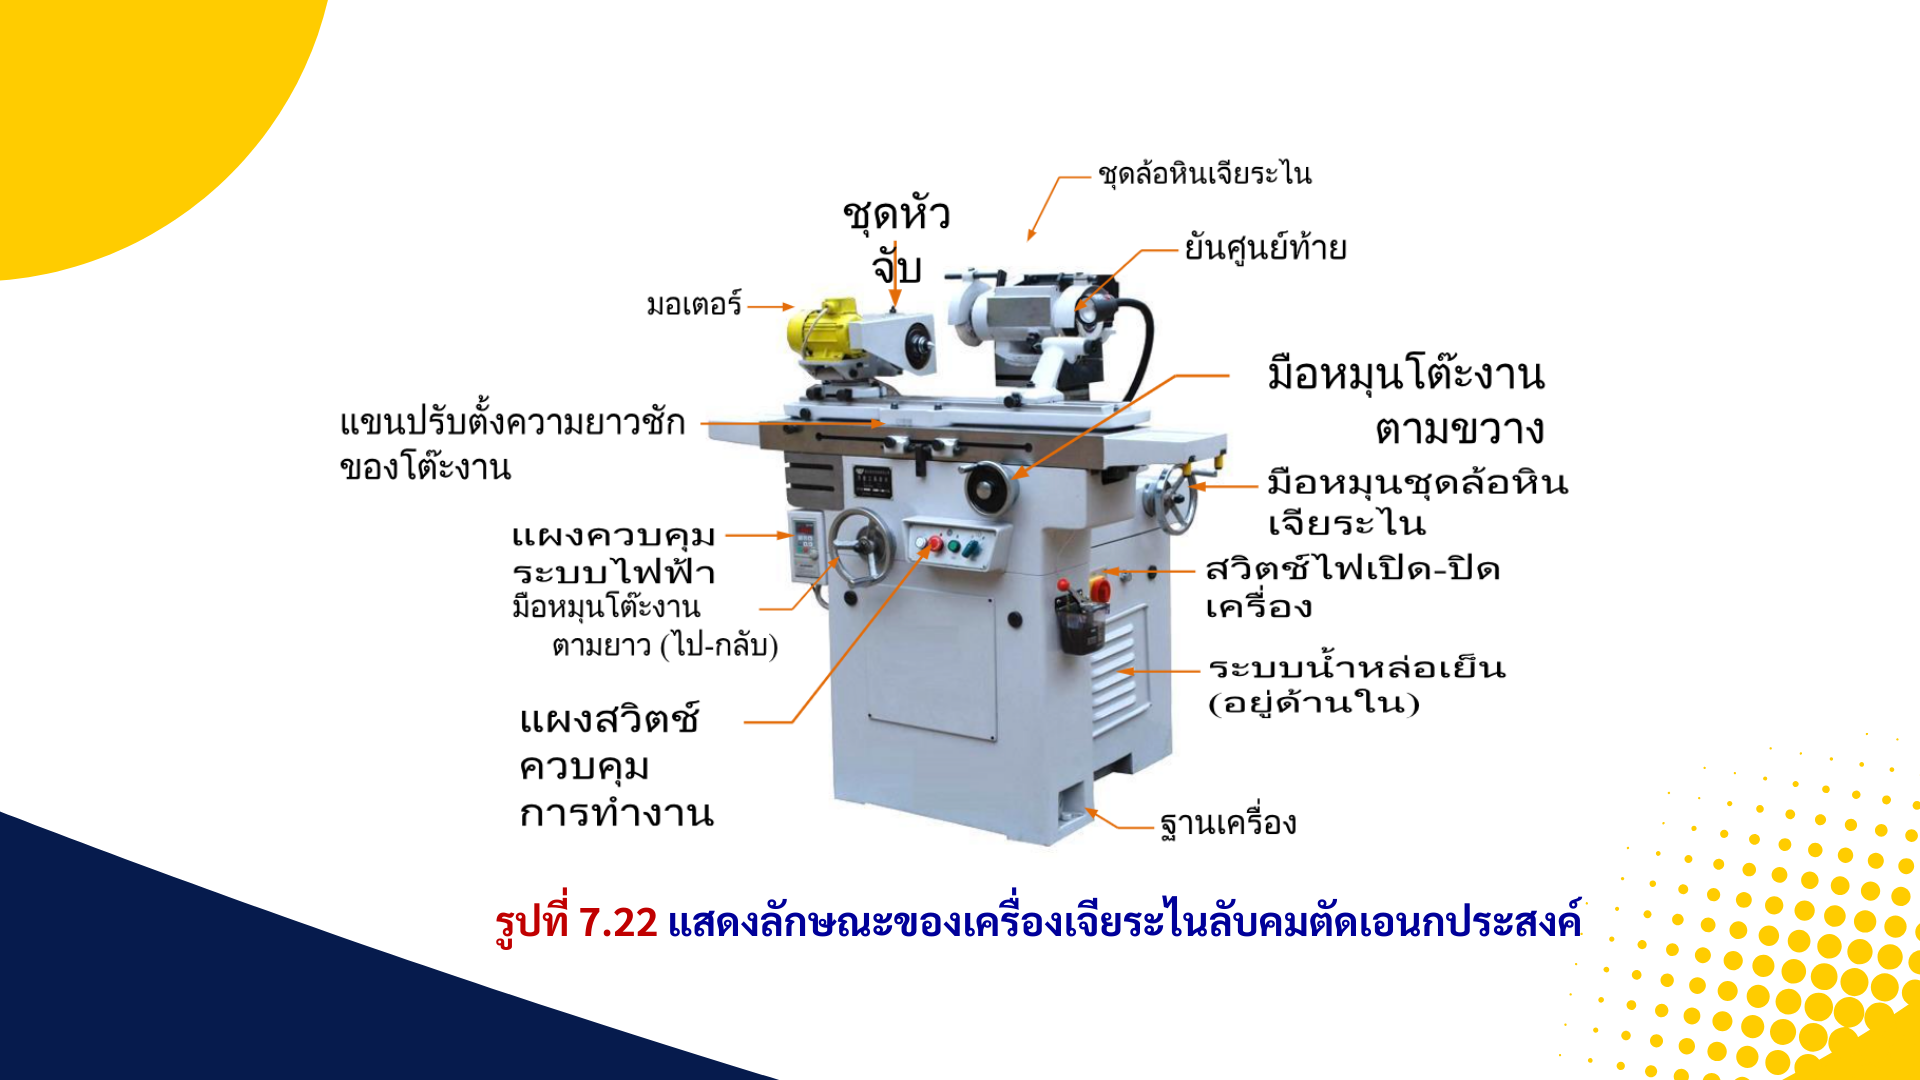 ชุดล้อหินเจียระไน
ชุดหัว
จับ
ยันศูนย์ท้าย
มอเตอร์
มือหมุนโต๊ะงาน
ตามขวาง
แขนปรับตั้งความยาวชัก
ของโต๊ะงาน
มือหมุนชุดล้อหิน
เจียระไน
แผงควบคุม
ระบบไฟฟ้า
สวิตช์ไฟเปิด-ปิด
เครื่อง
มือหมุนโต๊ะงาน
ตามยาว (ไป-กลับ)
ระบบน้ำหล่อเย็น
(อยู่ด้านใน)
แผงสวิตช์
ควบคุม
การทำงาน
ฐานเครื่อง
รูปที่ 7.22 แสดงลักษณะของเครื่องเจียระไนลับคมตัดเอนกประสงค์